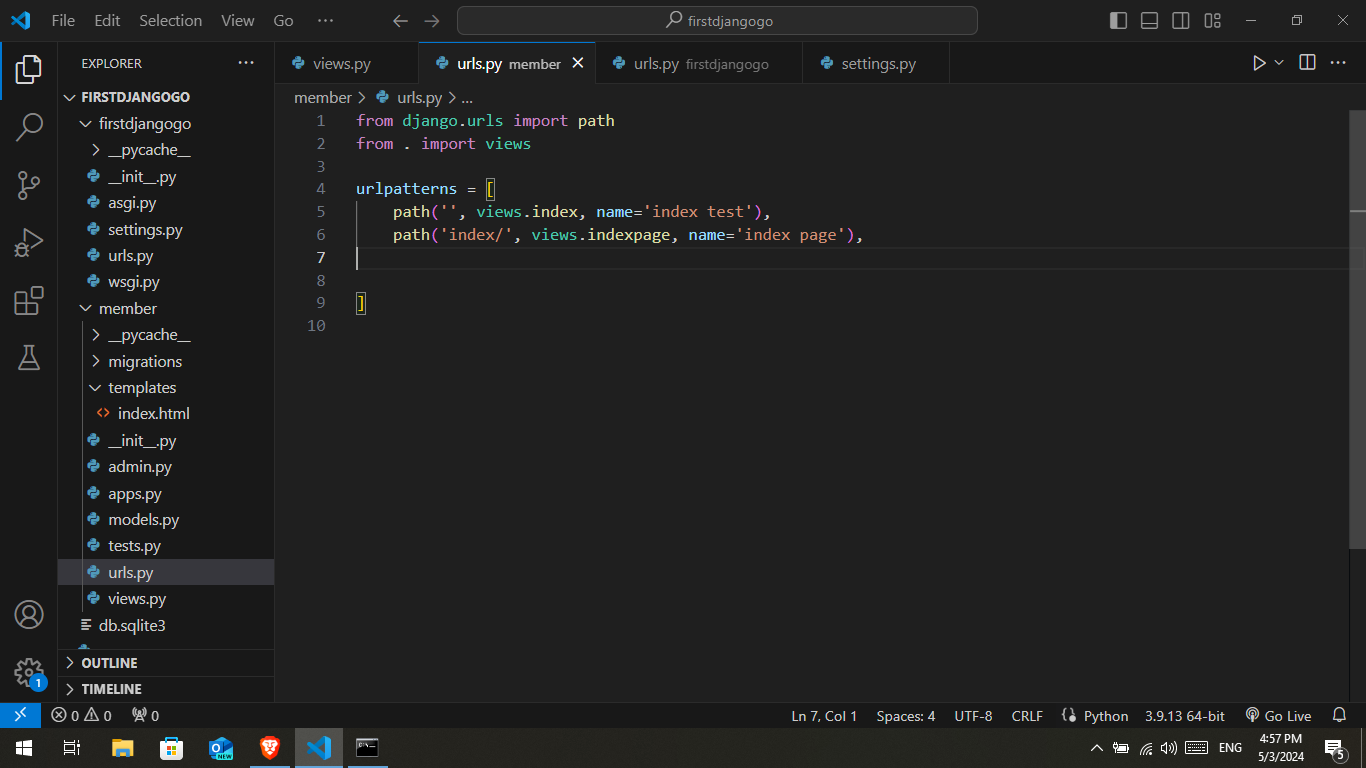 File Edit Selection View Go ··· firstdjangogo
EXPLORER ···
FIRSTDJANGOGO
firstdjangogo
__pycache__
__init__.py
asgi.py
settings.py
urls.py
wsgi.py
member
__pycache__
migrations
templates
<> index.html
__init__.py
admin.py
apps.py
models.py
tests.py
urls.py
views.py
db.sqlite3
OUTLINE
TIMELINE
1
views.py urls.py member urls.py firstdjangogo settings.py ···
member > urls.py > ...
1 from django.urls import path
2 from . import views
3
4 urlpatterns = [
5 path('', views.index, name='index test'),
6 path('index/', views.indexpage, name='index page'),
7
8
9 ]
10
0 0 0 Ln 7, Col 1 Spaces: 4 UTF-8 CRLF Python 3.9.13 64-bit Go Live
NEW
ENG
4:57 PM
5/3/2024
5